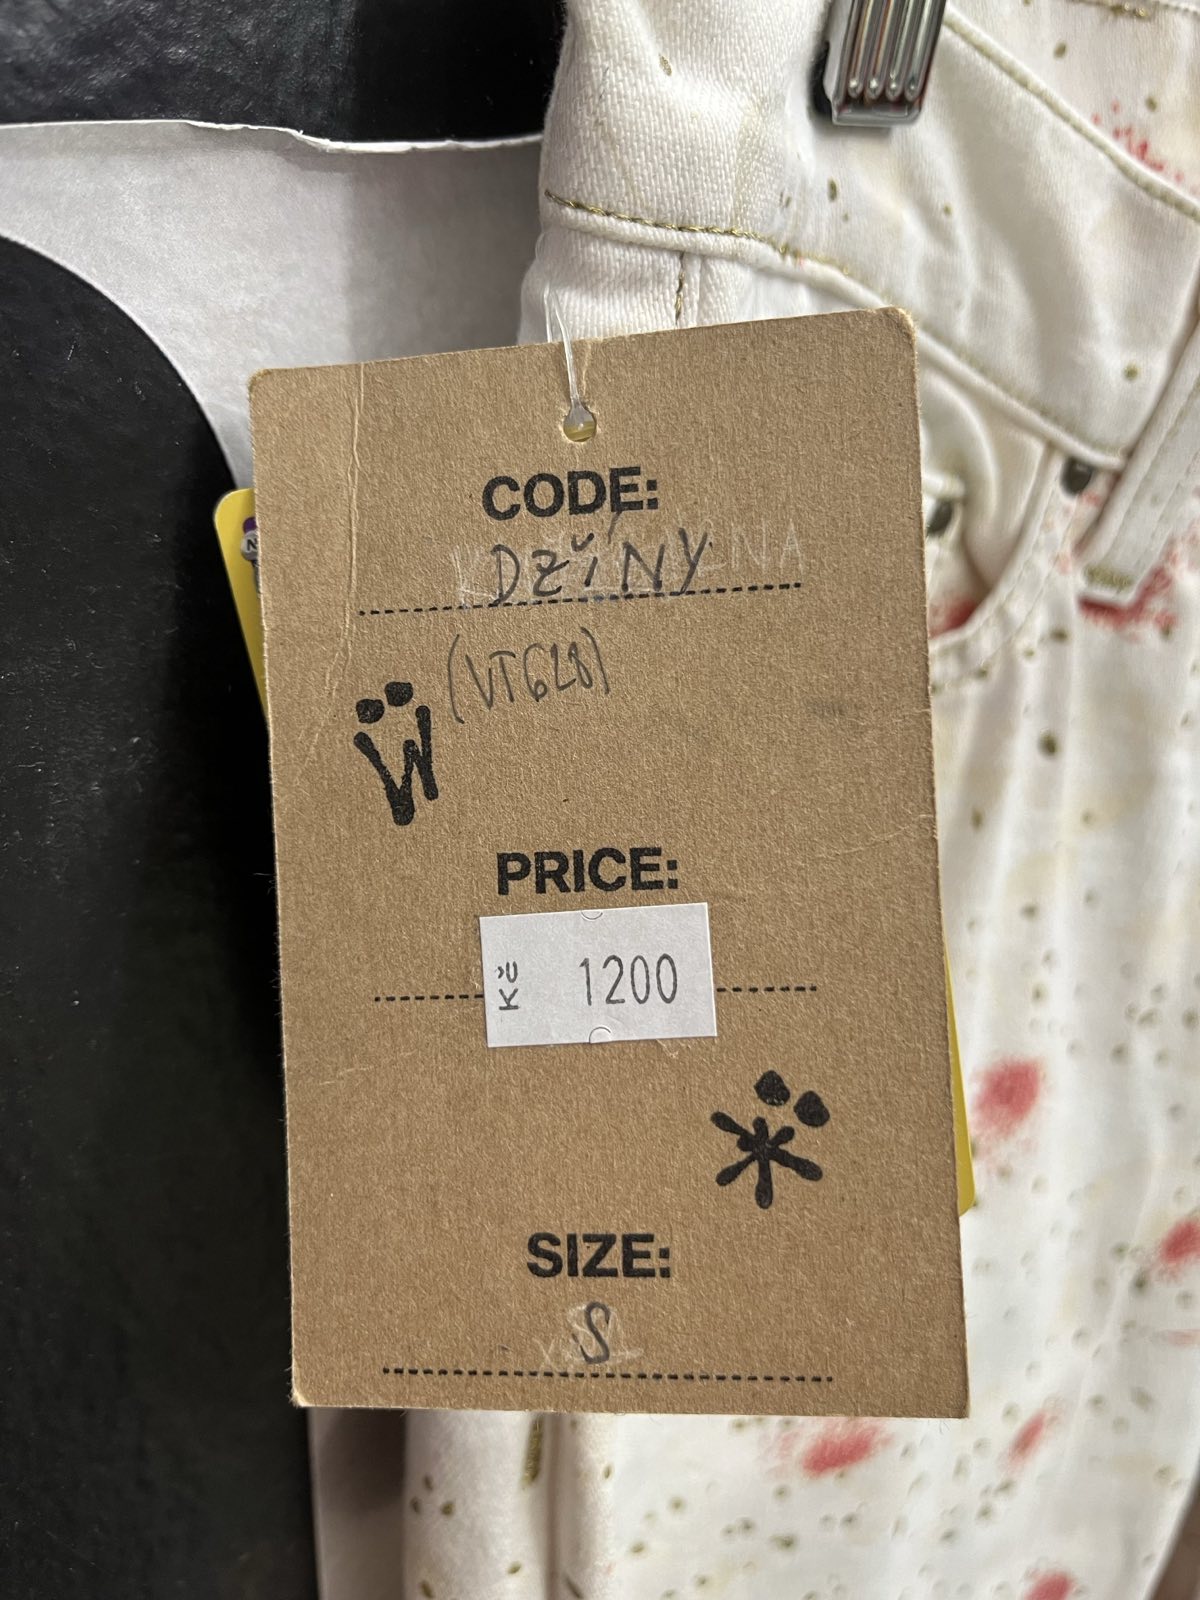 CODE:
DŽÍNY
(VT628)
Ẅ
PRICE:
Kč 1200
SIZE:
S